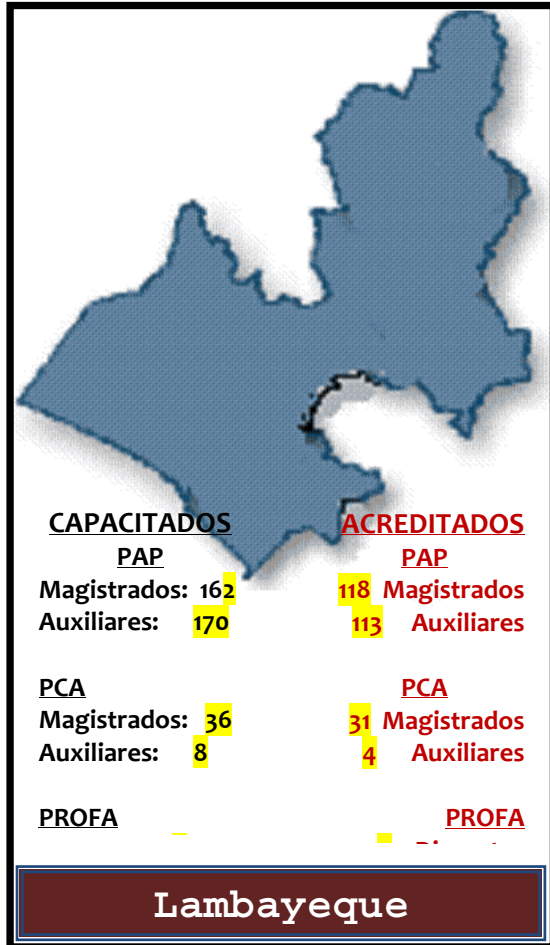 CAPACITADOS ACREDITADOS
PAP PAP
Magistrados: 162 118 Magistrados
Auxiliares: 170 113 Auxiliares
PCA PCA
Magistrados: 36 31 Magistrados
Auxiliares: 8 4 Auxiliares
PROFA PROFA
Lambayeque